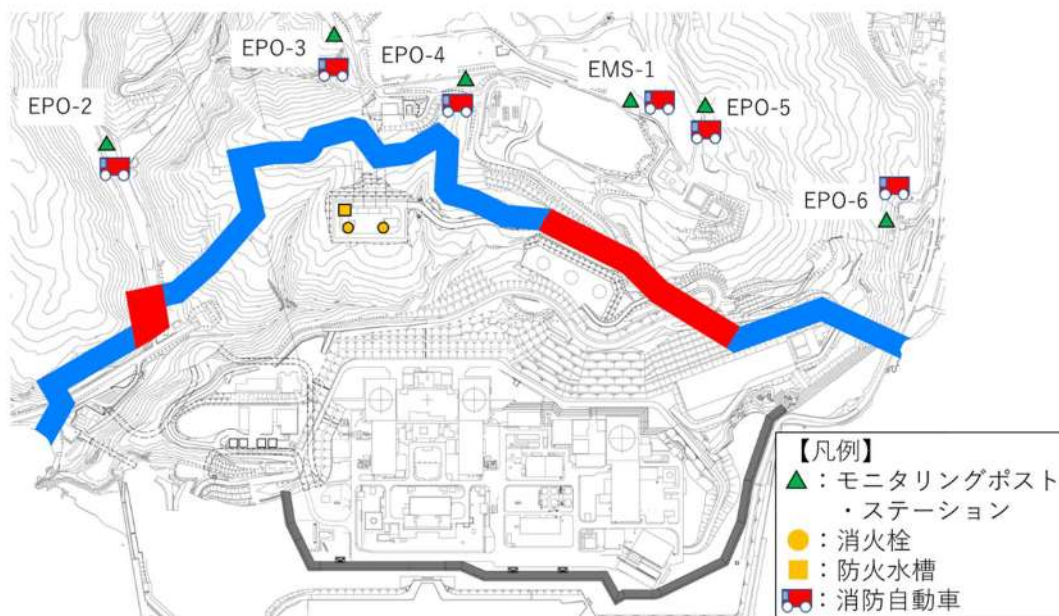 EPO-3
EPO-4
EMS-1
EPO-2
EPO-5
EPO-6
【凡例】
：モニタリングポスト
・ステーション
：消火栓
：防火水槽
：消防自動車